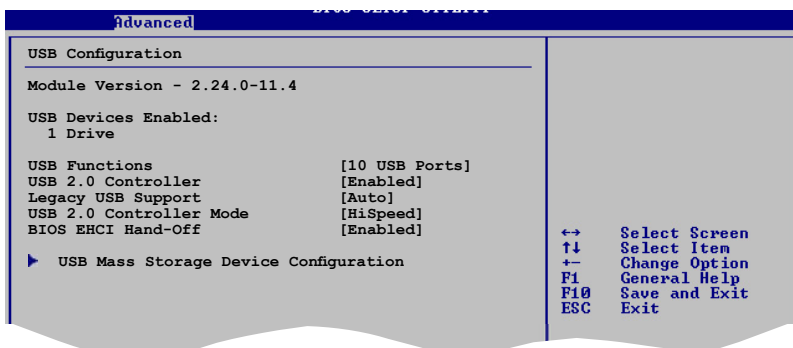 Advanced
USB Configuration
Module Version - 2.24.0-11.4
USB Devices Enabled:
1 Drive
USB Functions [10 USB Ports]
USB 2.0 Controller [Enabled]
Legacy USB Support [Auto]
USB 2.0 Controller Mode [HiSpeed]
BIOS EHCI Hand-Off [Enabled]
USB Mass Storage Device Configuration
←→ Select Screen
↑↓ Select Item
+- Change Option
F1 General Help
F10 Save and Exit
ESC Exit